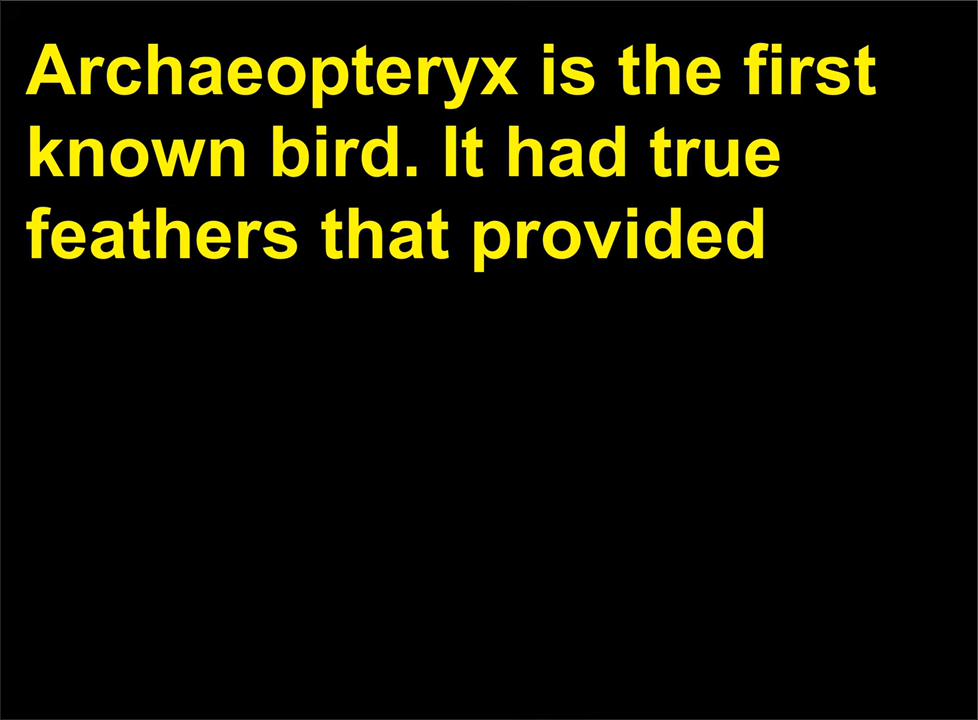 Archaeopteryx is the first
known bird. It had true
feathers that provided